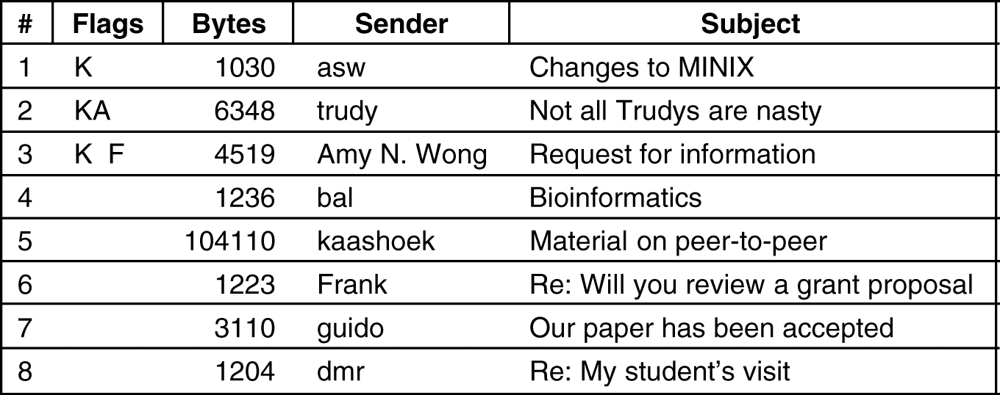 # Flags Bytes Sender Subject
1 K 1030 asw Changes to MINIX
2 KA 6348 trudy Not all Trudys are nasty
3 K F 4519 Amy N. Wong Request for information
4 1236 bal Bioinformatics
5 104110 kaashoek Material on peer-to-peer
6 1223 Frank Re: Will you review a grant proposal
7 3110 guido Our paper has been accepted
8 1204 dmr Re: My student’s visit